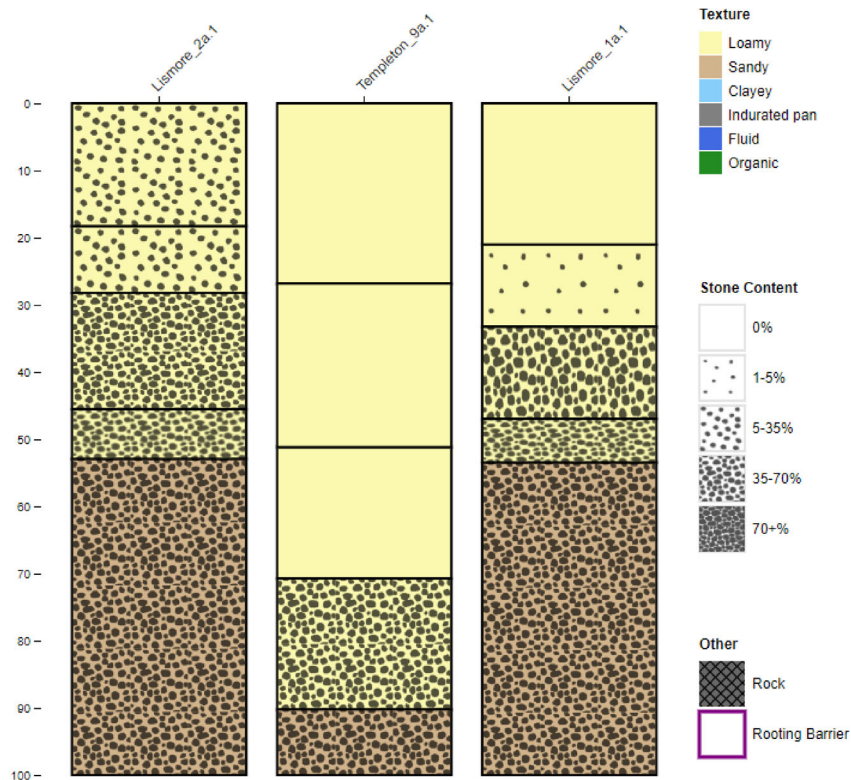 Lismore_2a.1
Templeton_9a.1
Lismore_1a.1
0
10
20
30
40
50
60
70
80
90
100
Texture
Loamy
Sandy
Clayey
Indurated pan
Fluid
Organic
Stone Content
0%
1-5%
5-35%
35-70%
70+%
Other
Rock
Rooting Barrier